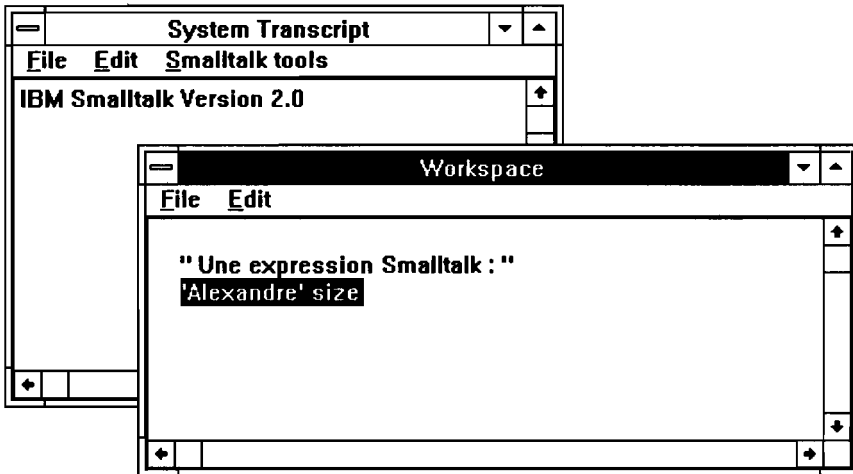 System Transcript
File Edit Smalltalk tools
IBM Smalltalk Version 2.0
Workspace
File Edit
" Une expression Smalltalk : "
'Alexandre' size